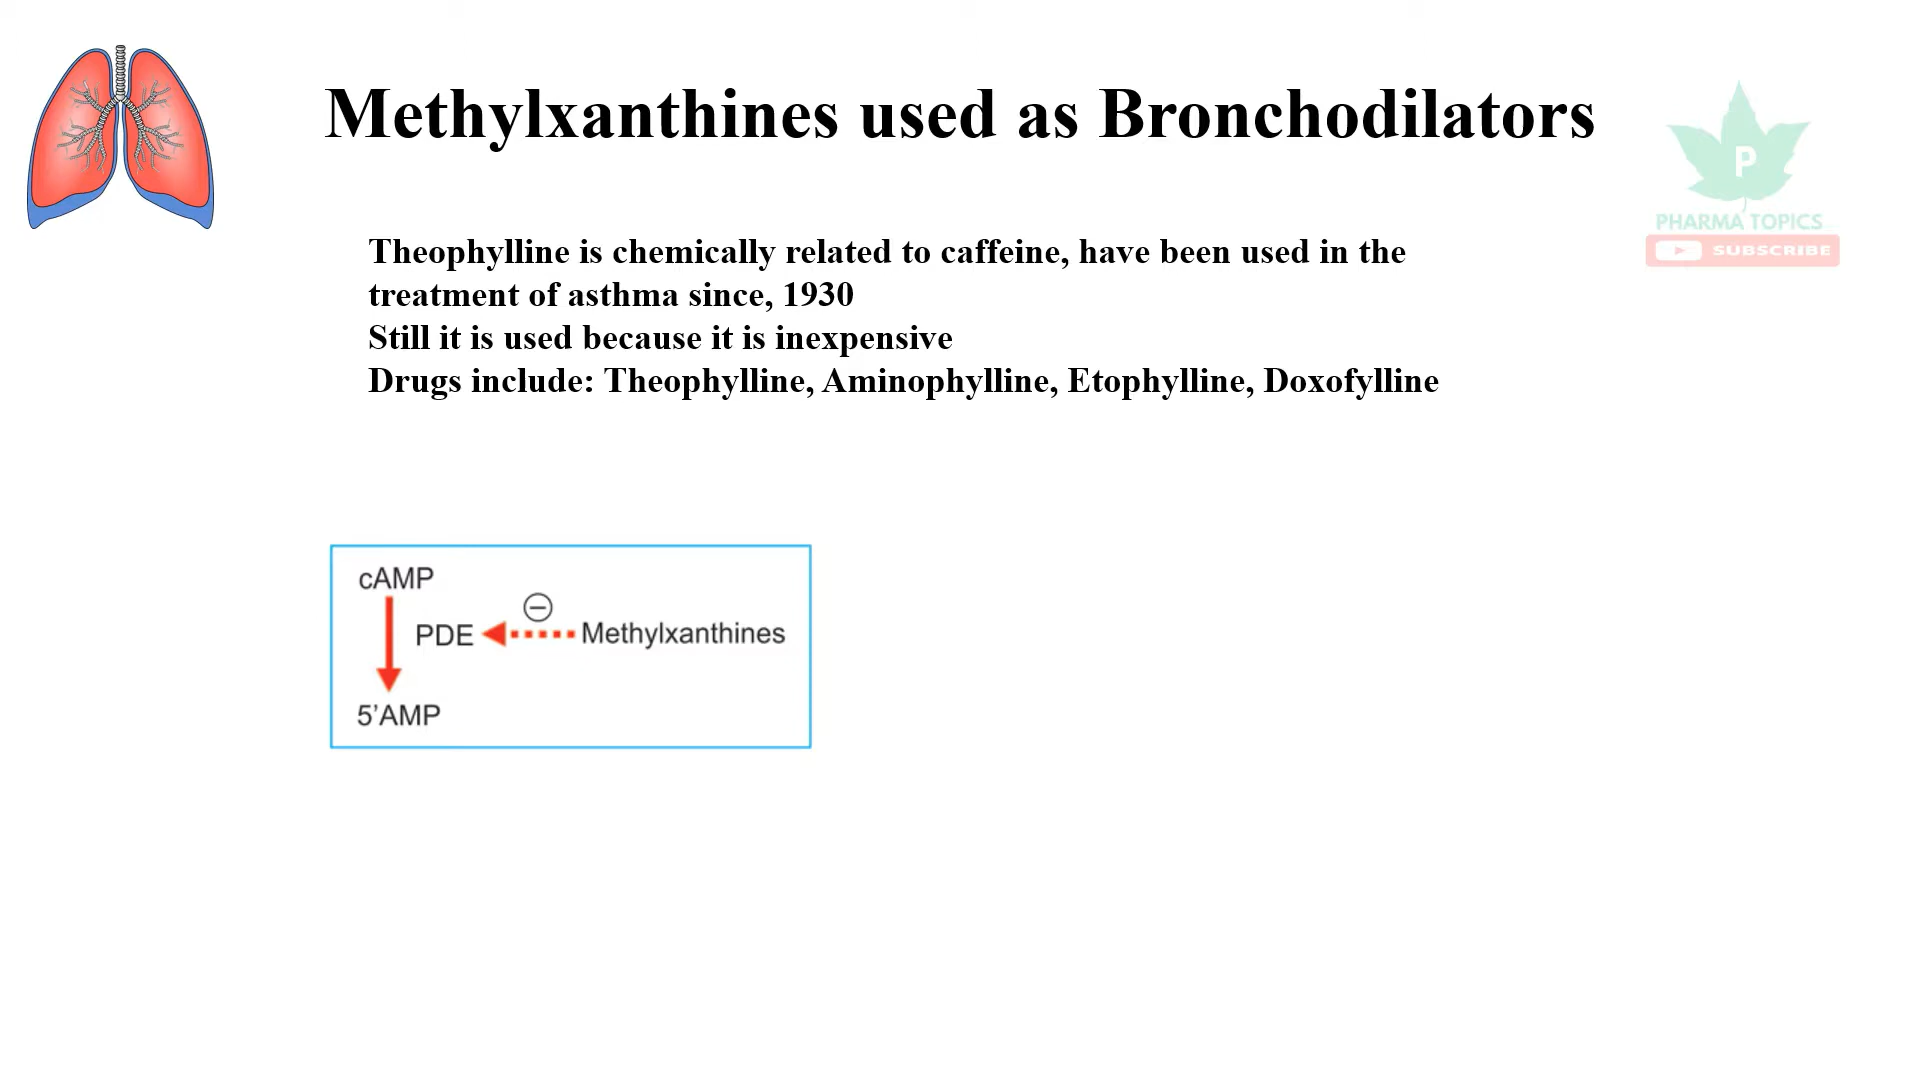 Methylxanthines used as Bronchodilators
P
PHARMA TOPICS
SUBSCRIBE
Theophylline is chemically related to caffeine, have been used in the
treatment of asthma since, 1930
Still it is used because it is inexpensive
Drugs include: Theophylline, Aminophylline, Etophylline, Doxofylline
cAMP
PDE
Methylxanthines
5’AMP